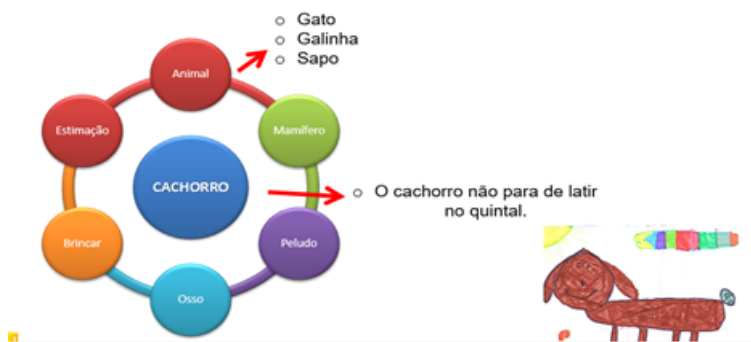 Gato
Galinha
Sapo
Animal
Estimação
Mamífero
CACHORRO
O cachorro não para de latir
no quintal.
Brincar
Peludo
Osso